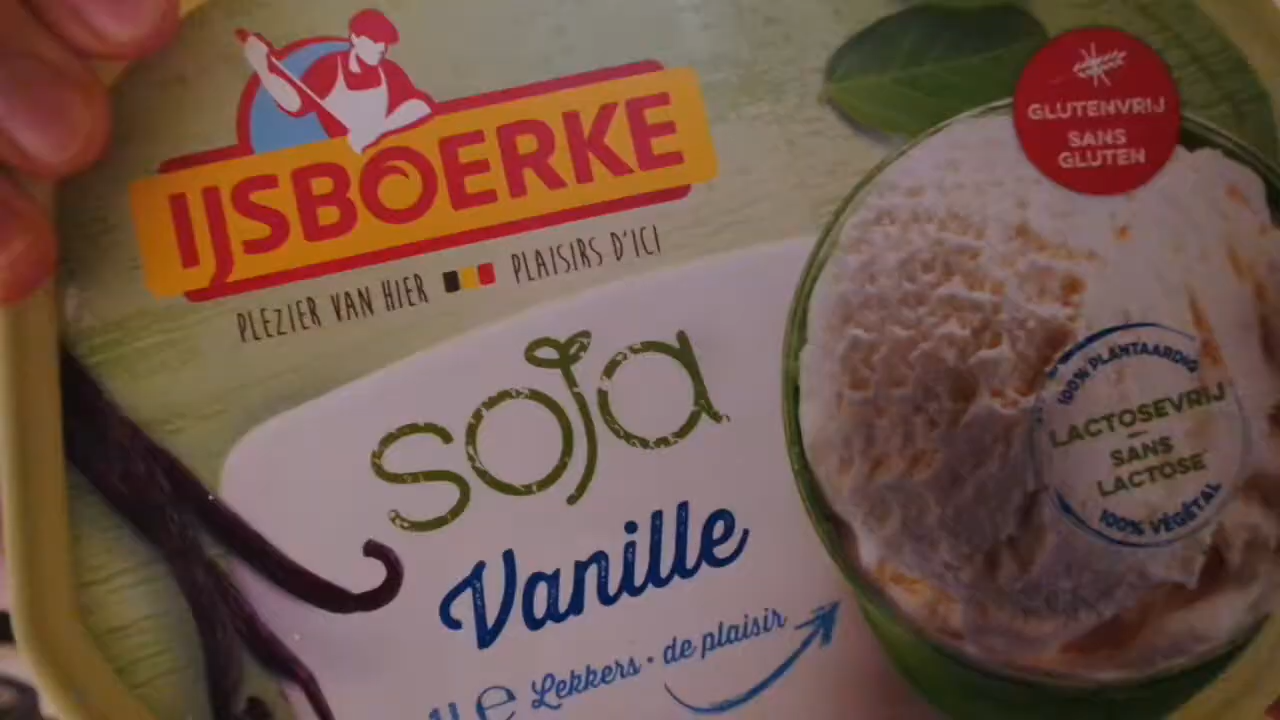 IJSBOERKE
PLEZIER VAN HIER PLAISIRS D'ICI
soja
Vanille
Lekkers · de plaisir
GLUTENVRIJ
SANS
GLUTEN
100% PLANTAARDIG
LACTOSEVRIJ
SANS
LACTOSE
100% VÉGÉTAL